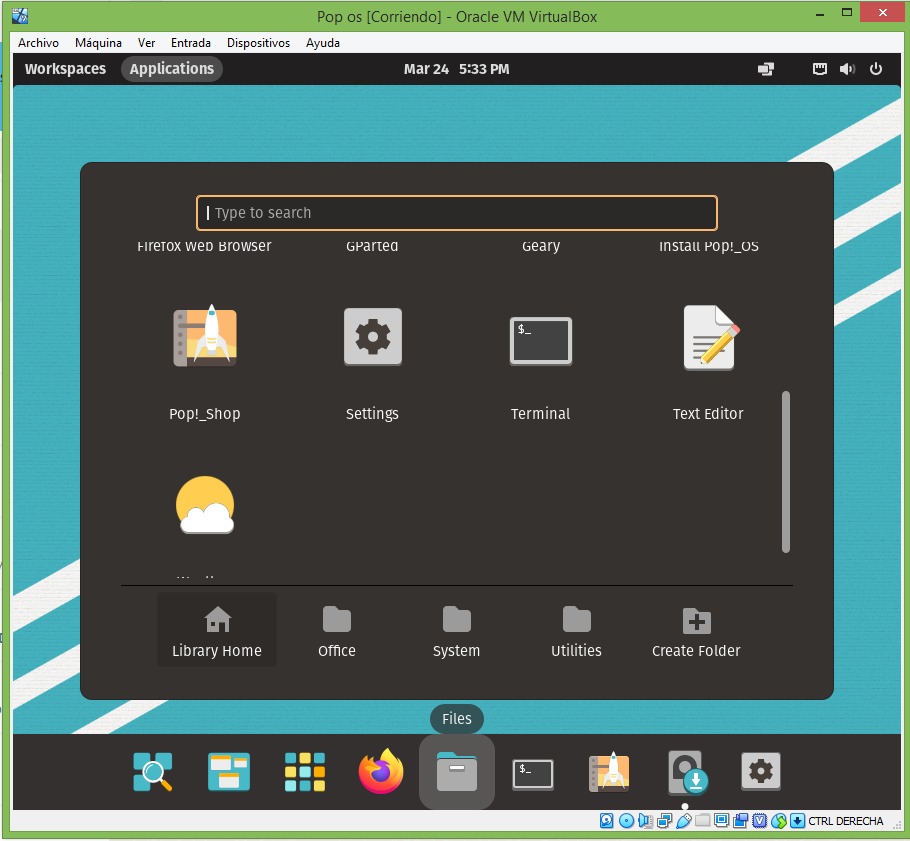 Pop os [Corriendo] - Oracle VM VirtualBox
Archivo Máquina Ver Entrada Dispositivos Ayuda
Workspaces Applications Mar 24 5:33 PM
Type to search
Firefox Web Browser GParted Geary Install Pop!_OS
$_
Pop!_Shop Settings Terminal Text Editor
Library Home Office System Utilities Create Folder
Files
$_
CTRL DERECHA